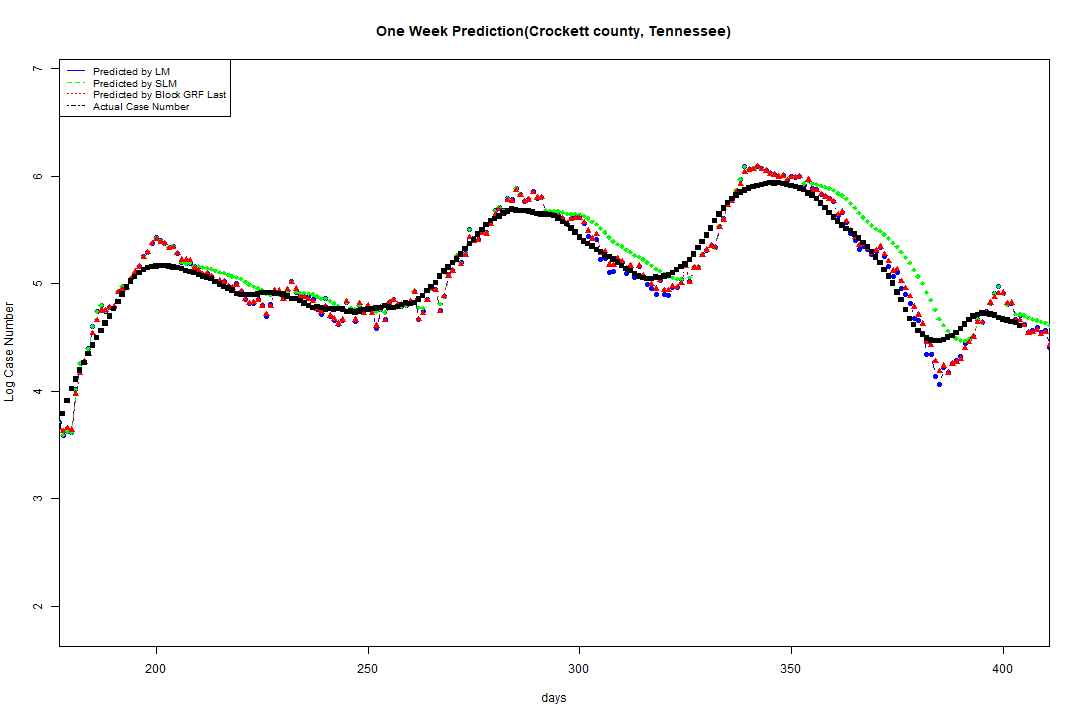 One Week Prediction(Crockett county, Tennessee)
Predicted by LM
Predicted by SLM
Predicted by Block GRF Last
Actual Case Number
7
6
5
4
3
2
Log Case Number
200 250 300 350 400
days